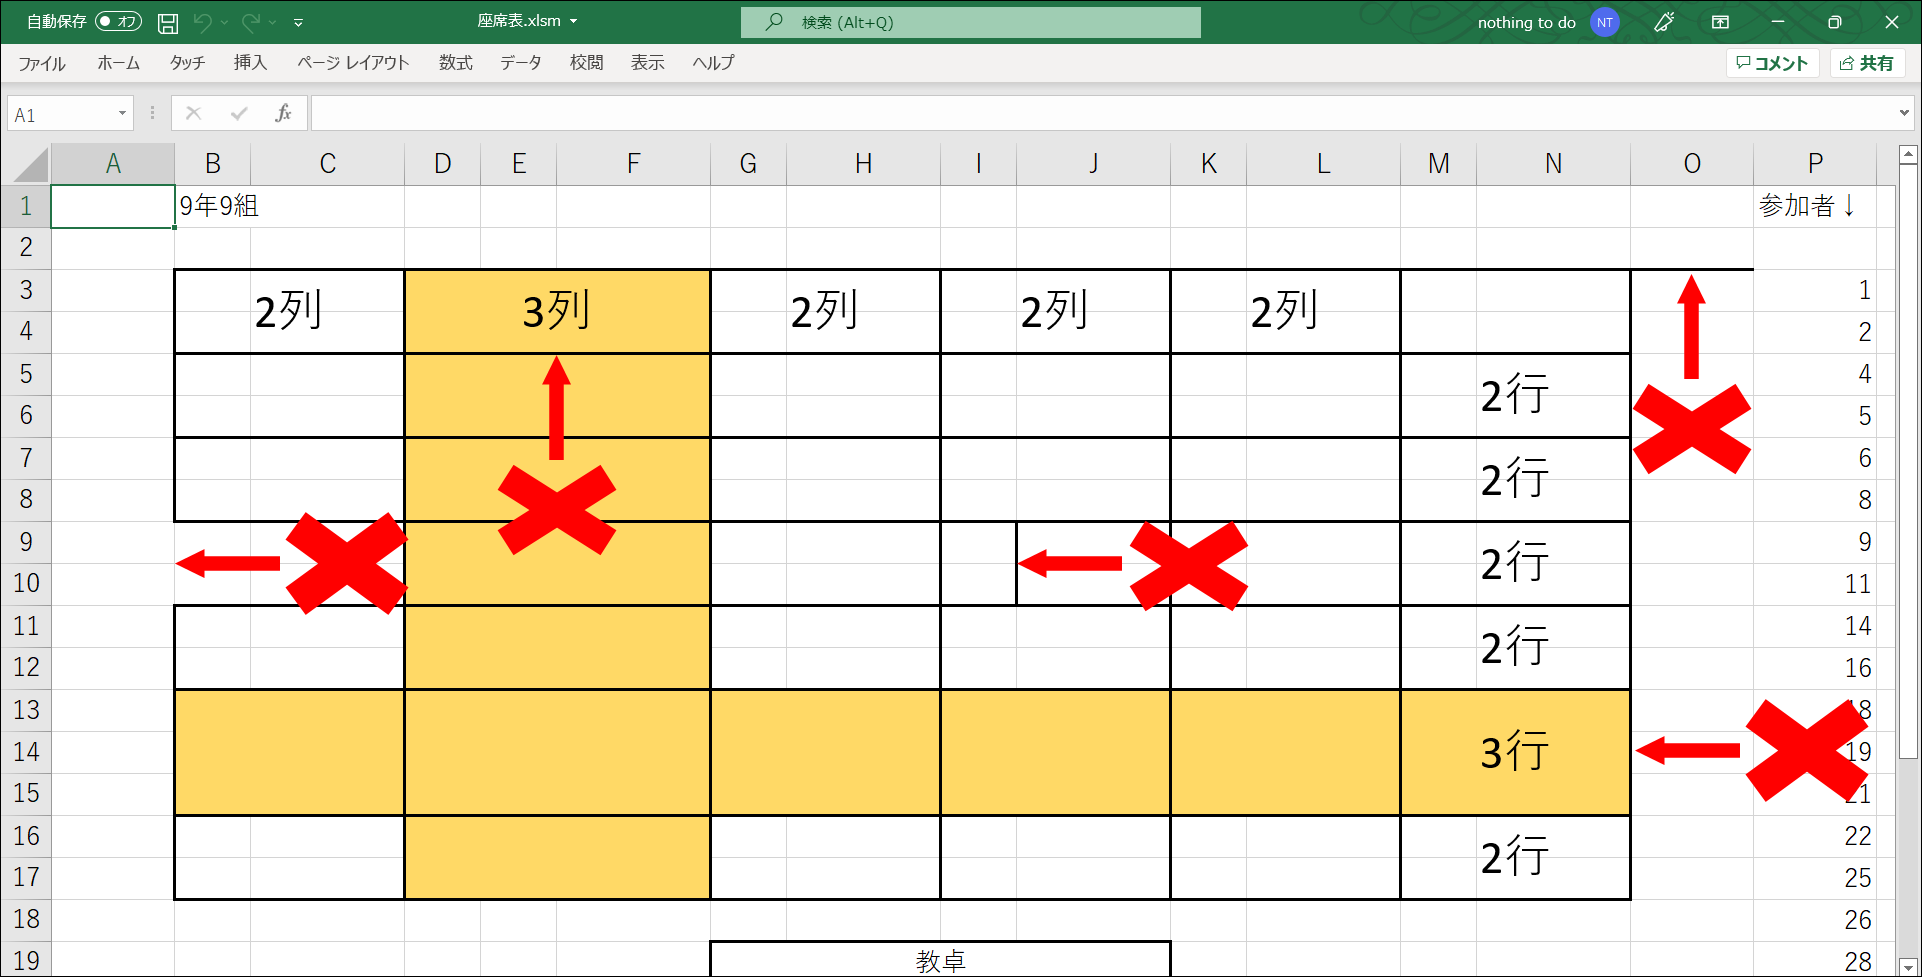 自動保存 オフ 座席表.xlsm 検索 (Alt+Q) nothing to do NT
ファイル ホーム タッチ 挿入 ページ レイアウト 数式 データ 校閲 表示 ヘルプ コメント 共有
A1 fx
A B C D E F G H I J K L M N O P
1 9年9組 参加者↓
2
3 1
2列 3列 2列 2列 2列
4 2
5 4
2行
6 5
7 6
2行
8 8
9 9
2行
10 11
11 14
2行
12 16
13 18
14 3行 19
15 21
16 22
2行
17 25
18 26
19 教卓 28